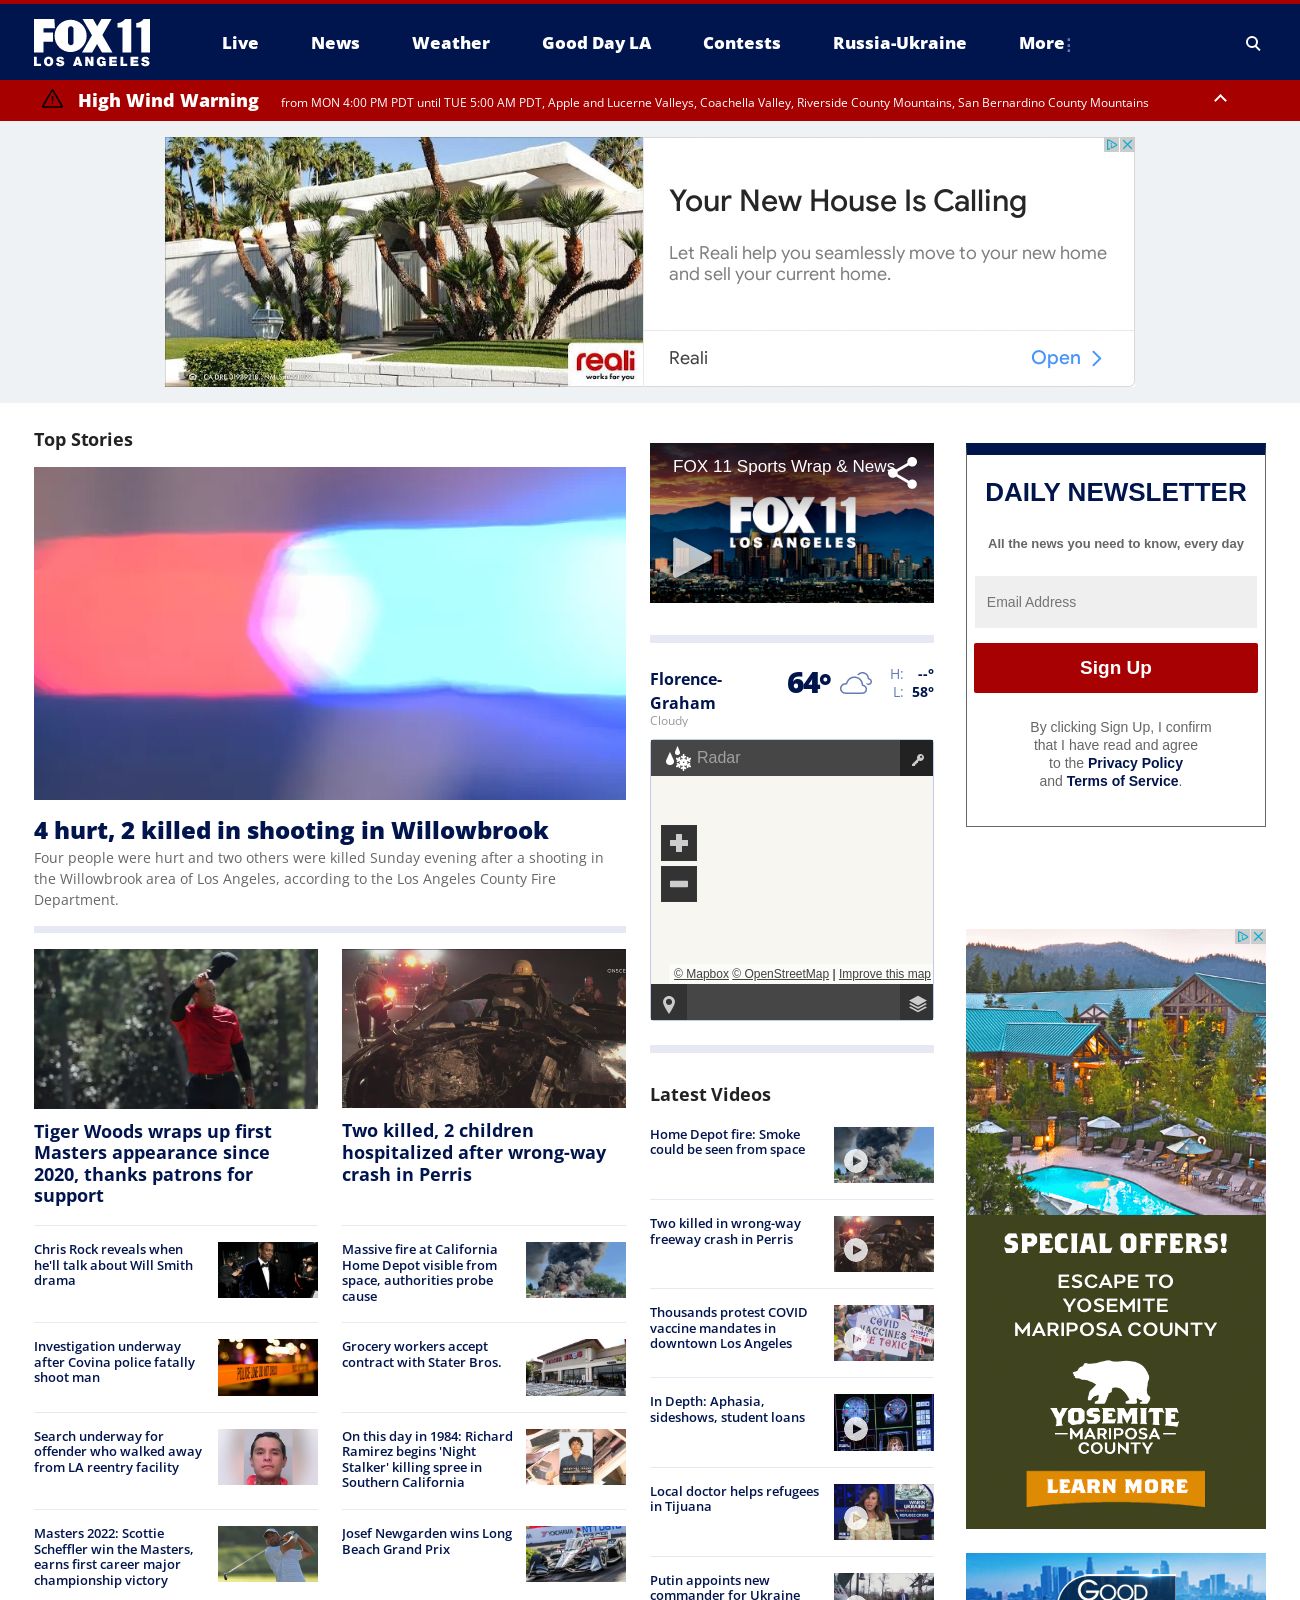 FOX 11
LOS ANGELES
Live
News
Weather
Good Day LA
Contests
Russia-Ukraine
More
High Wind Warning
from MON 4:00 PM PDT until TUE 5:00 AM PDT, Apple and Lucerne Valleys, Coachella Valley, Riverside County Mountains, San Bernardino County Mountains
reali
works for you
Your New House Is Calling
Let Reali help you seamlessly move to your new home
and sell your current home.
Reali
Open
Top Stories
4 hurt, 2 killed in shooting in Willowbrook
Four people were hurt and two others were killed Sunday evening after a shooting in
the Willowbrook area of Los Angeles, according to the Los Angeles County Fire
Department.
Tiger Woods wraps up first
Masters appearance since
2020, thanks patrons for
support
Two killed, 2 children
hospitalized after wrong-way
crash in Perris
Chris Rock reveals when
he'll talk about Will Smith
drama
Massive fire at California
Home Depot visible from
space, authorities probe
cause
Investigation underway
after Covina police fatally
shoot man
Grocery workers accept
contract with Stater Bros.
Search underway for
offender who walked away
from LA reentry facility
On this day in 1984: Richard
Ramirez begins 'Night
Stalker' killing spree in
Southern California
Masters 2022: Scottie
Scheffler win the Masters,
earns first career major
championship victory
Josef Newgarden wins Long
Beach Grand Prix
FOX 11 Sports Wrap & News
FOX 11
LOS ANGELES
Florence-
Graham
Cloudy
64°
H: --°
L: 58°
Radar
© Mapbox © OpenStreetMap | Improve this map
Latest Videos
Home Depot fire: Smoke
could be seen from space
Two killed in wrong-way
freeway crash in Perris
Thousands protest COVID
vaccine mandates in
downtown Los Angeles
COVID
VACCINES
TOXIC
In Depth: Aphasia,
sideshows, student loans
Local doctor helps refugees
in Tijuana
Putin appoints new
commander for Ukraine
DAILY NEWSLETTER
All the news you need to know, every day
Email Address
Sign Up
By clicking Sign Up, I confirm
that I have read and agree
to the Privacy Policy
and Terms of Service.
SPECIAL OFFERS!
ESCAPE TO
YOSEMITE
MARIPOSA COUNTY
YOSEMITE
MARIPOSA
COUNTY
LEARN MORE
GOOD